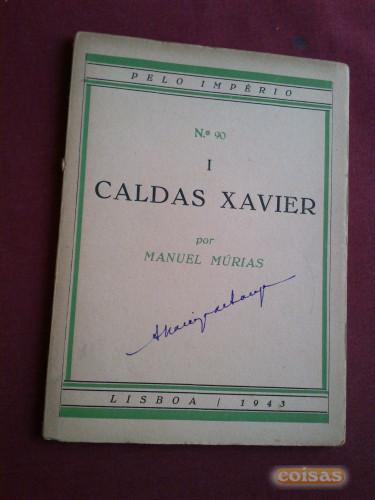 PELO IMPÉRIO
N.º 90
I
CALDAS XAVIER
por
MANUEL MÚRIAS
LISBOA / 1943
coisas